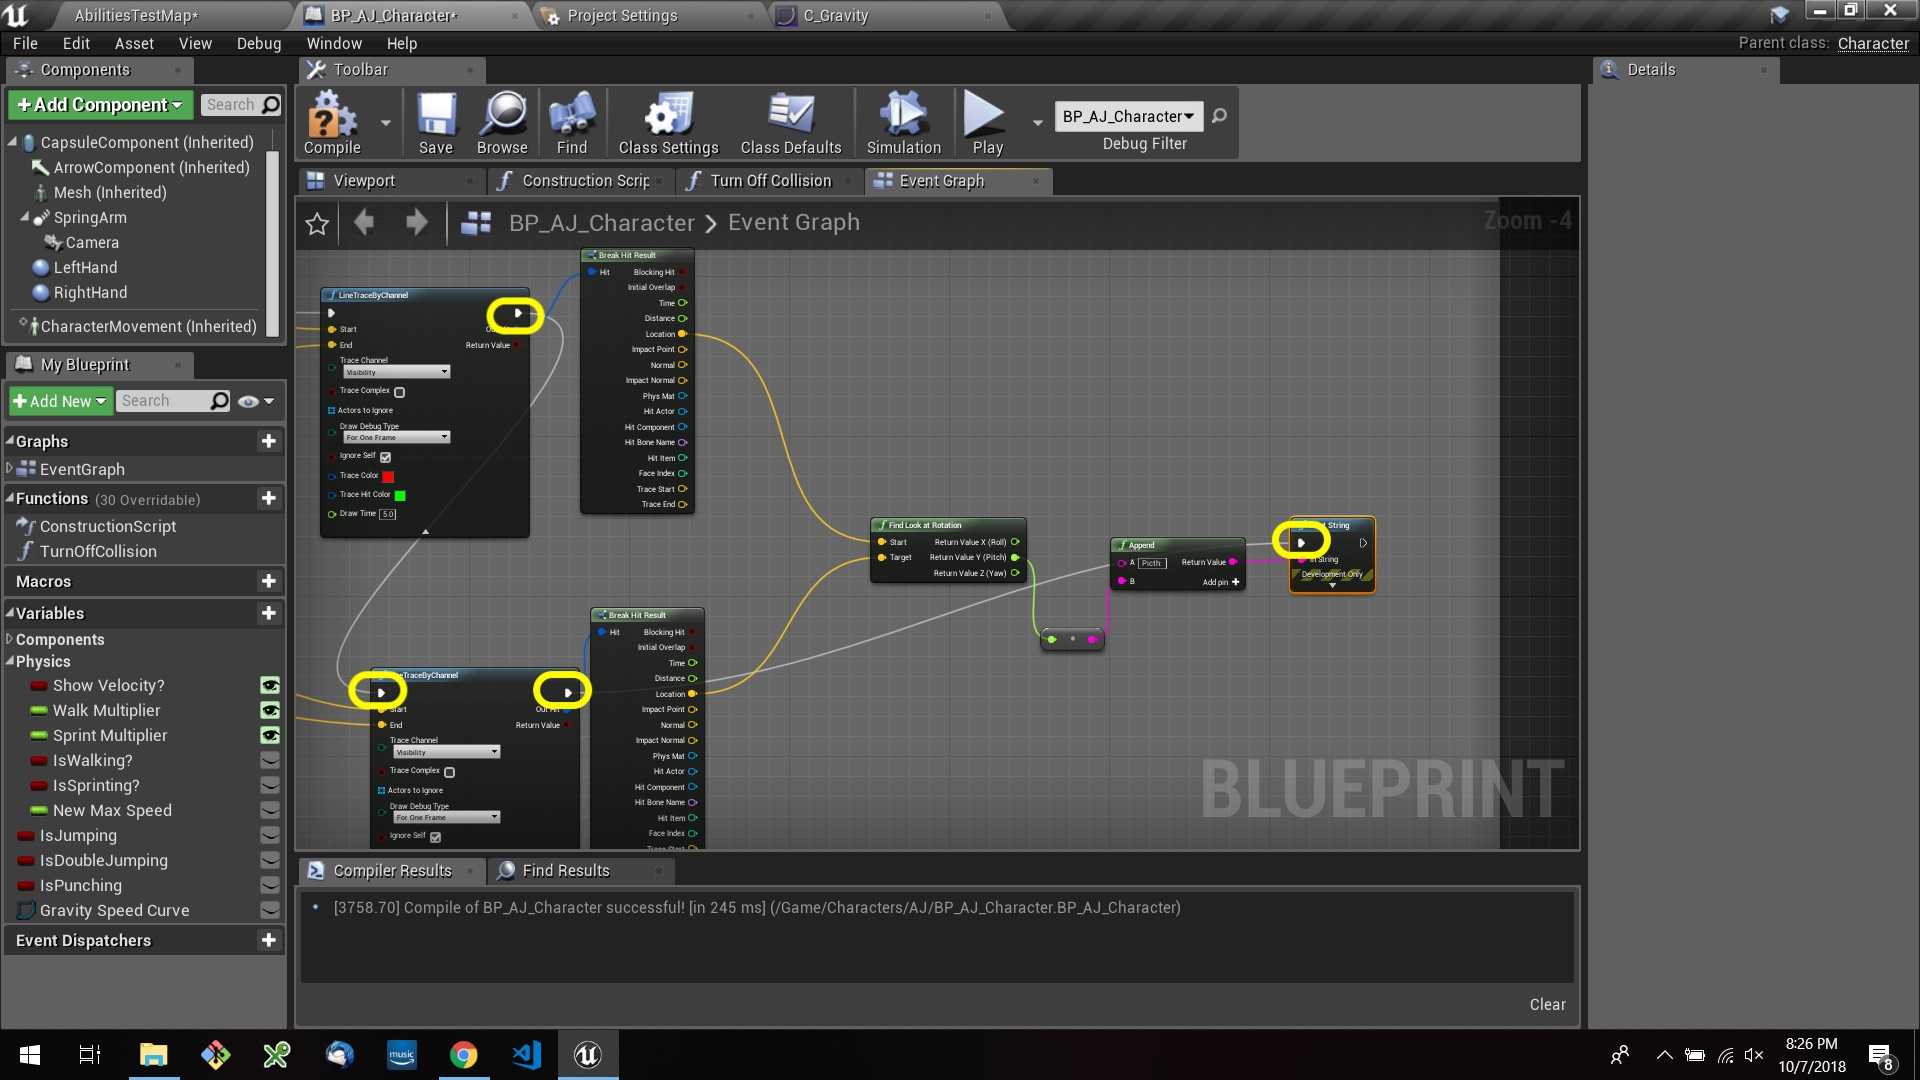 AbilitiesTestMap*
BP_AJ_Character*
Project Settings
C_Gravity
File Edit Asset View Debug Window Help
Parent class: Character
Components
Toolbar
Details
+Add Component
Search
CapsuleComponent (Inherited)
ArrowComponent (Inherited)
Mesh (Inherited)
SpringArm
Camera
LeftHand
RightHand
CharacterMovement (Inherited)
Compile
Save
Browse
Find
Class Settings
Class Defaults
Simulation
Play
BP_AJ_Character
Debug Filter
Viewport
Construction Scrip
Turn Off Collision
Event Graph
BP_AJ_Character > Event Graph
Zoom -4
My Blueprint
+Add New
Search
Graphs
EventGraph
Functions (30 Overridable)
ConstructionScript
TurnOffCollision
Macros
Variables
Components
Physics
Show Velocity?
Walk Multiplier
Sprint Multiplier
IsWalking?
IsSprinting?
New Max Speed
IsJumping
IsDoubleJumping
IsPunching
Gravity Speed Curve
Event Dispatchers
LineTraceByChannel
Start
End
Return Value
Trace Channel
Visibility
Trace Complex
Actors to Ignore
Draw Debug Type
For One Frame
Ignore Self
Trace Color
Trace Hit Color
Draw Time 5.0
Break Hit Result
Hit
Blocking Hit
Initial Overlap
Time
Distance
Location
Impact Point
Normal
Impact Normal
Phys Mat
Hit Actor
Hit Component
Hit Bone Name
Hit Item
Face Index
Trace Start
Trace End
Find Look at Rotation
Start
Target
Return Value X (Roll)
Return Value Y (Pitch)
Return Value Z (Yaw)
Append
A Picth:
B
Return Value
Add pin +
String
In String
Development Only
neTraceByChannel
Start
End
Out Hit
Return Value
Trace Channel
Visibility
Trace Complex
Actors to Ignore
Draw Debug Type
For One Frame
Ignore Self
Break Hit Result
Hit
Blocking Hit
Initial Overlap
Time
Distance
Location
Impact Point
Normal
Impact Normal
Phys Mat
Hit Actor
Hit Component
Hit Bone Name
Hit Item
Face Index
Trace Start
BLUEPRINT
Compiler Results
Find Results
[3758.70] Compile of BP_AJ_Character successful! [in 245 ms] (/Game/Characters/AJ/BP_AJ_Character.BP_AJ_Character)
Clear
music
8:26 PM
10/7/2018
8